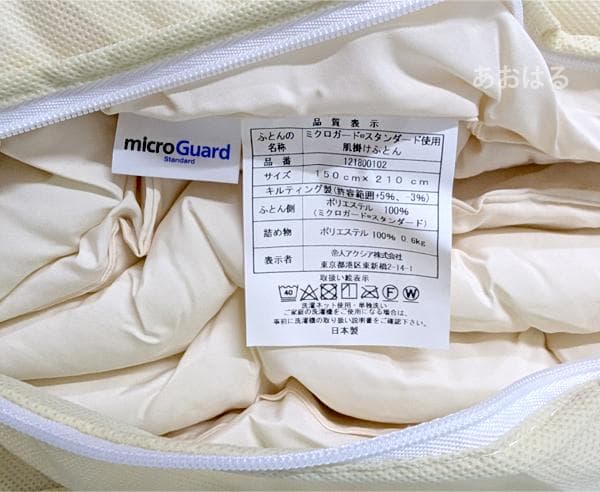 あおはる
microGuard
Standard
品質表示
ふとんの名称 ミクロガード®スタンダード使用
肌掛けふとん
品番 121800102
サイズ 150cm×210cm
キルティング製(許容範囲+5%、-3%)
ふとん側 ポリエステル 100%
(ミクロガード®スタンダード)
詰め物 ポリエステル100% 0.6kg
表示者 帝人アクシア株式会社
東京都港区東新橋2-14-1
取扱い絵表示
40 F W
洗濯ネット使用・単独洗い
ご家庭の洗濯機をご使用になる場合は、
事前に洗濯機の取り扱い説明書をご確認下さい。
日本製